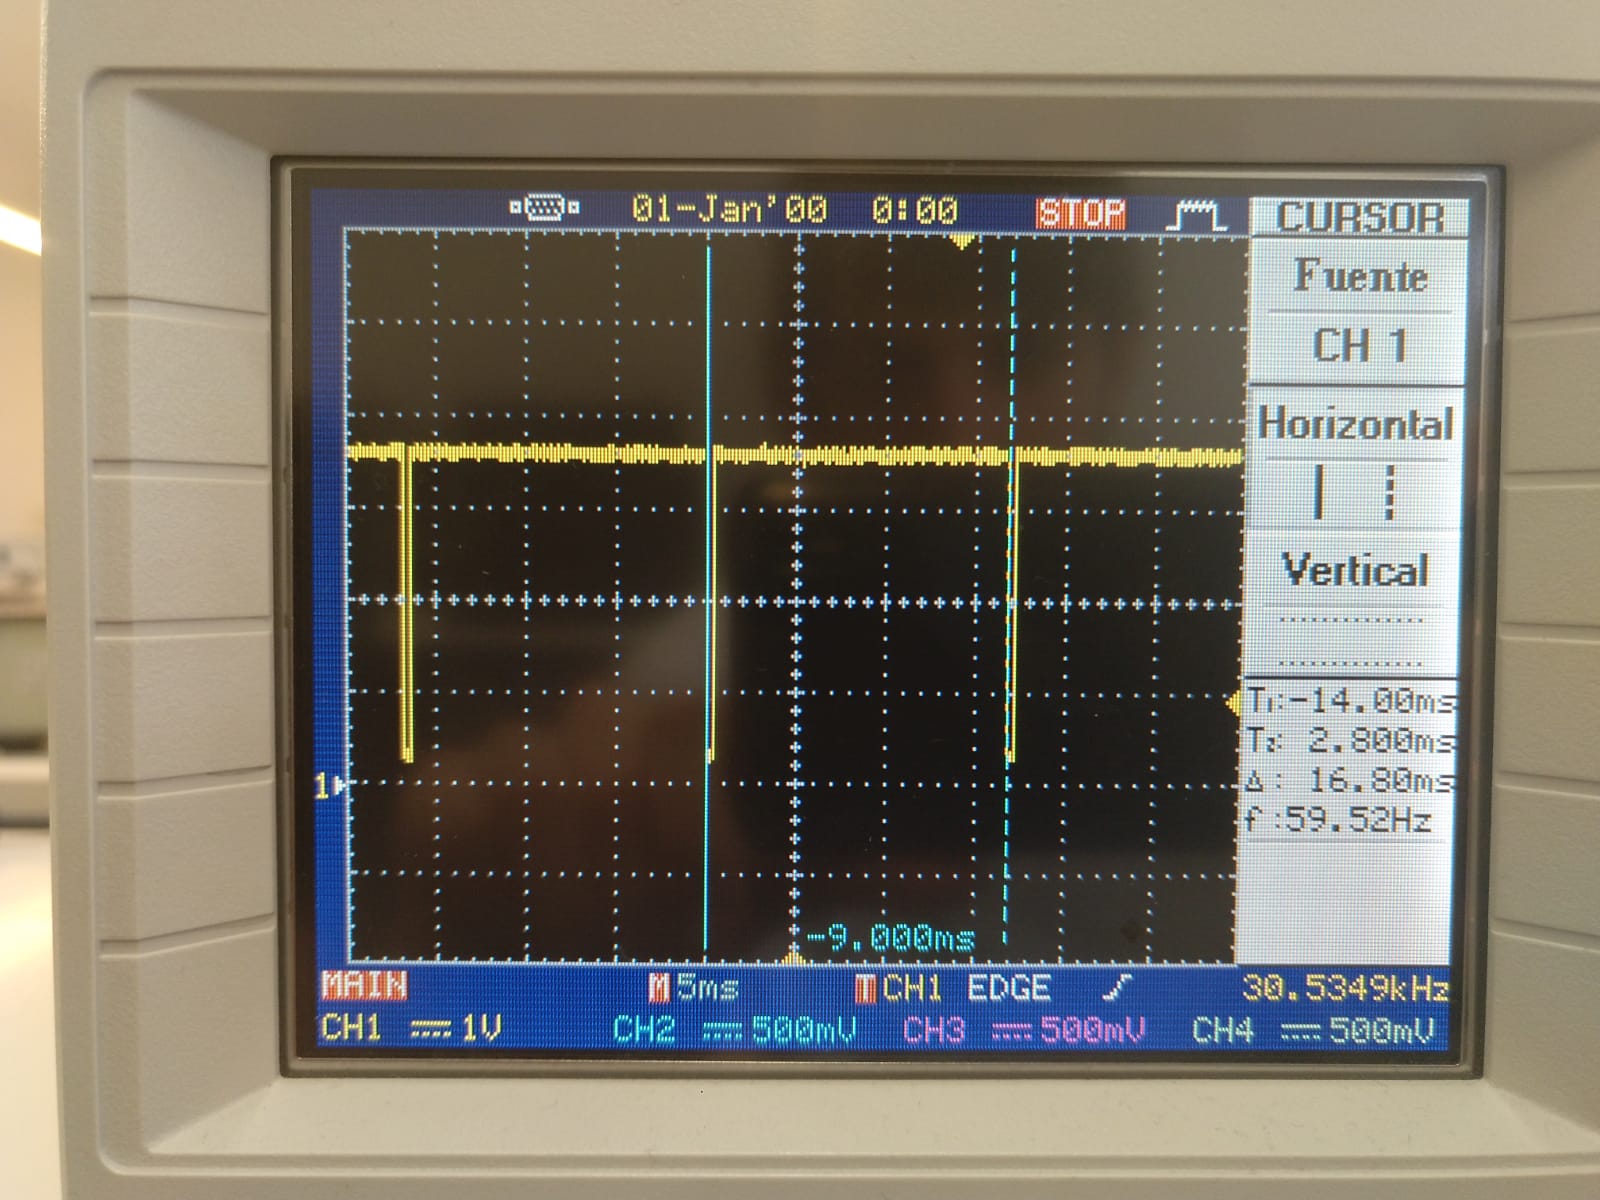 01-Jan'00 0:00 STOP
CURSOR
Fuente
CH 1
Horizontal
Vertical
T1:-14.00ms
T2: 2.800ms
Δ: 16.80ms
f:59.52Hz
1
-9.000ms
MAIN M 5ms T CH1 EDGE 30.5349kHz
CH1 1V CH2 500mV CH3 500mV CH4 500mV